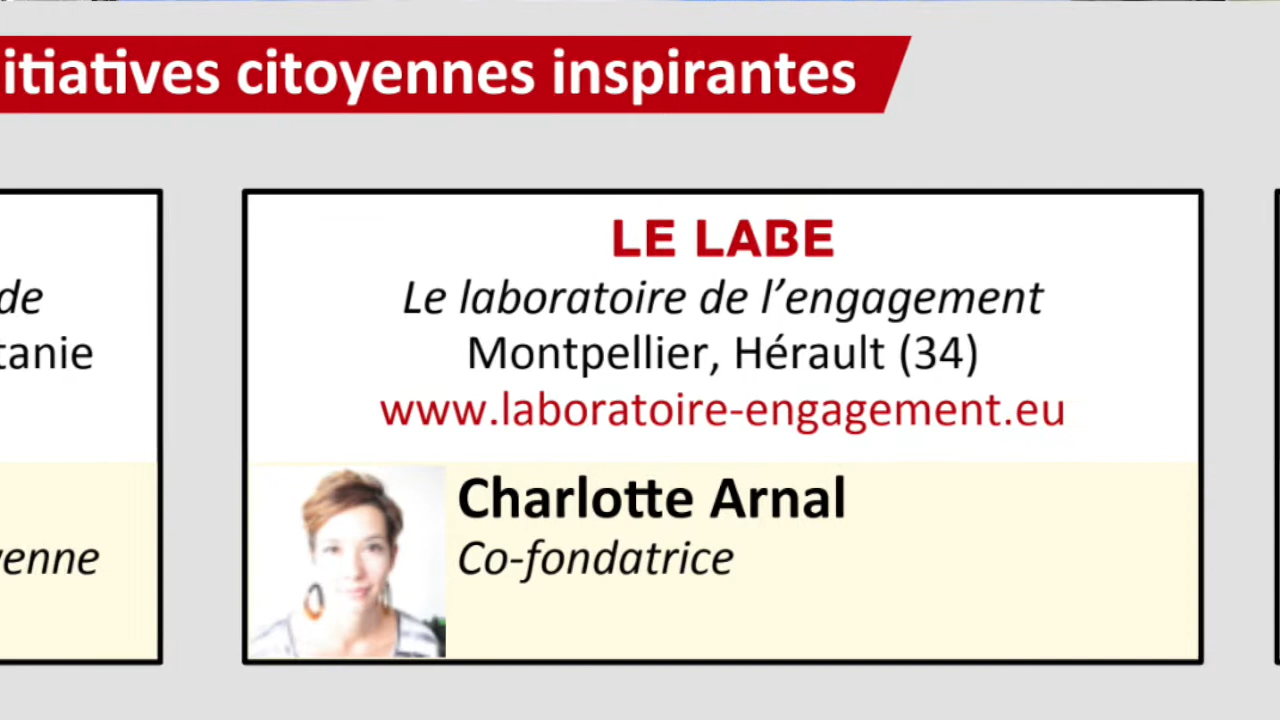 itiatives citoyennes inspirantes
de
tanie
LE LABE
Le laboratoire de l’engagement
Montpellier, Hérault (34)
www.laboratoire-engagement.eu
yenne
Charlotte Arnal
Co-fondatrice